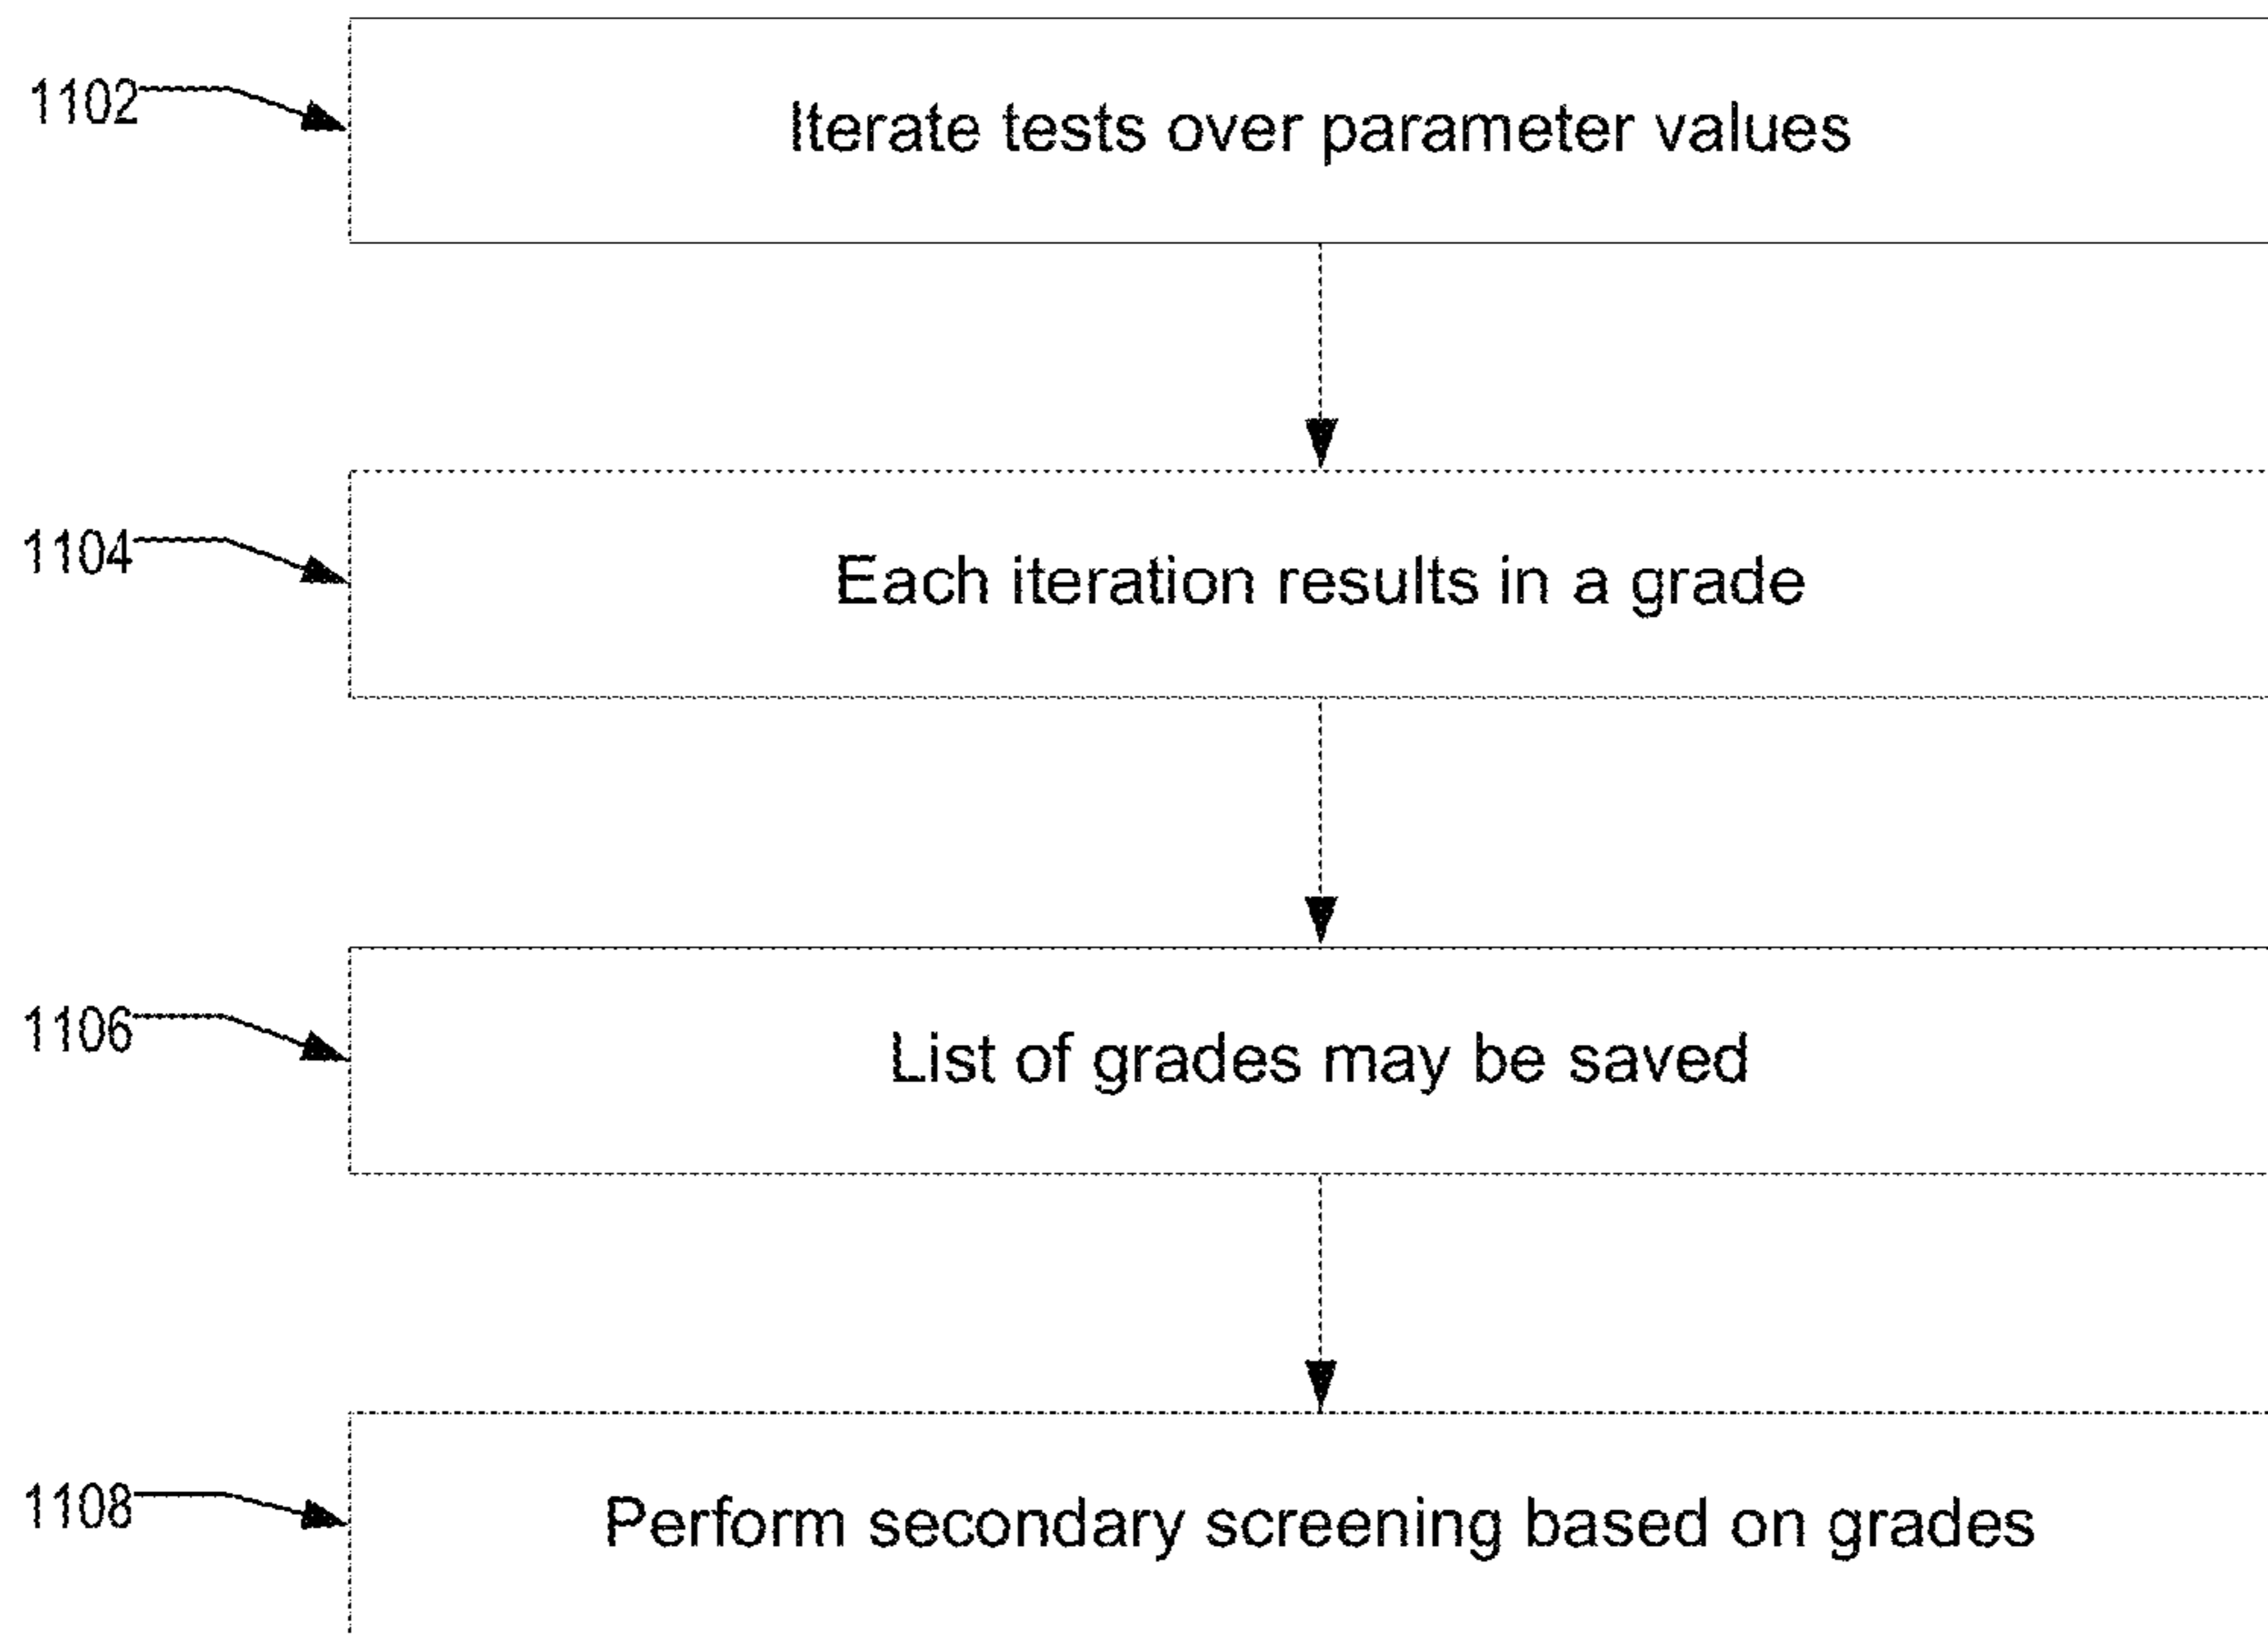 1102
Iterate tests over parameter values
1104
Each iteration results in a grade
1106
List of grades may be saved
1108
Perform secondary screening based on grades